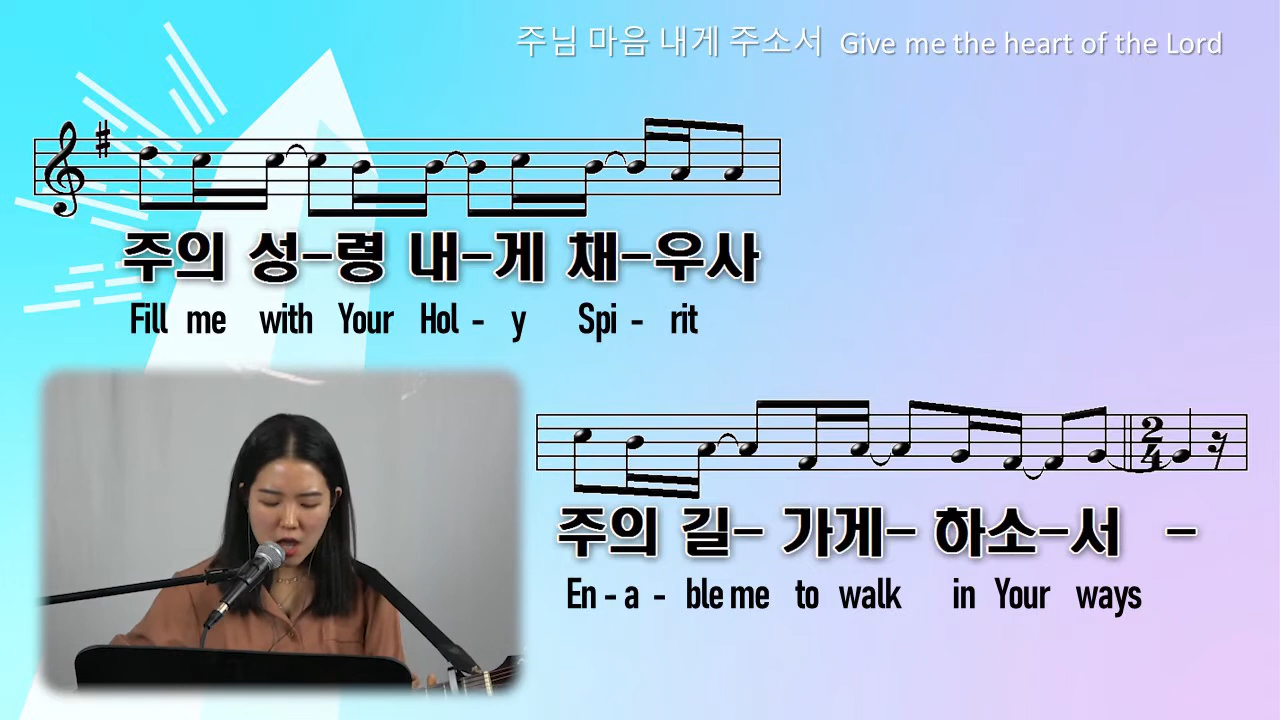 주님 마음 내게 주소서 Give me the heart of the Lord
주의 성-령 내-게 채-우사
Fill me with Your Hol - y Spi - rit
2
4
주의 길- 가게- 하소-서 -
En - a - ble me to walk in Your ways